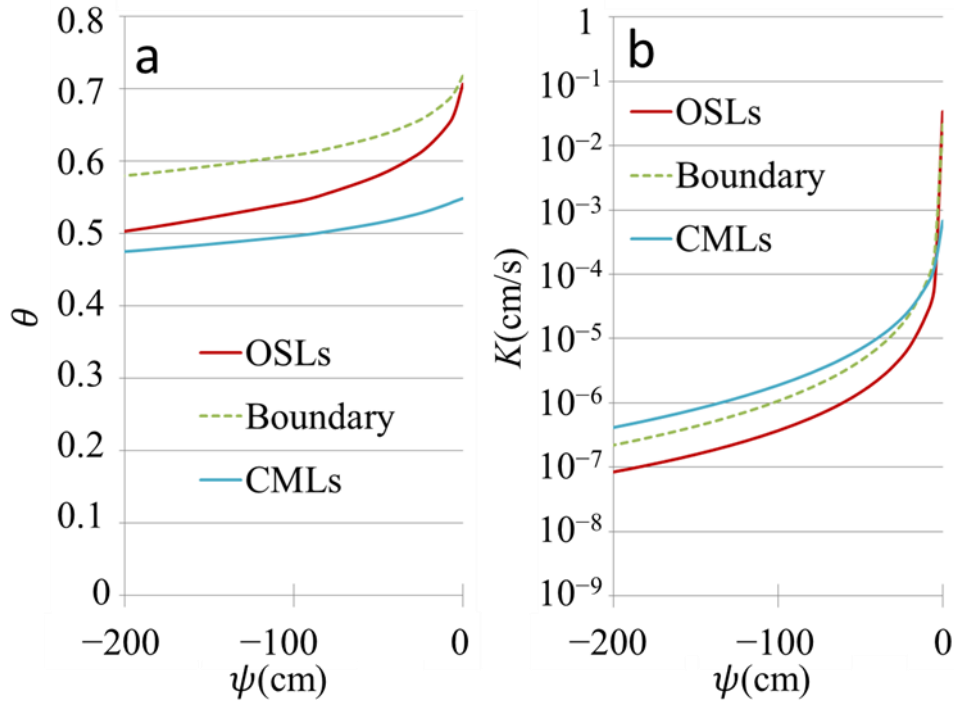 a
0.8
0.7
0.6
0.5
0.4
0.3
0.2
0.1
0
θ
OSLs
Boundary
CMLs
−200
−100
0
ψ(cm)
b
1
10⁻¹
10⁻²
10⁻³
10⁻⁴
10⁻⁵
10⁻⁶
10⁻⁷
10⁻⁸
10⁻⁹
K(cm/s)
OSLs
Boundary
CMLs
−200
−100
0
ψ(cm)